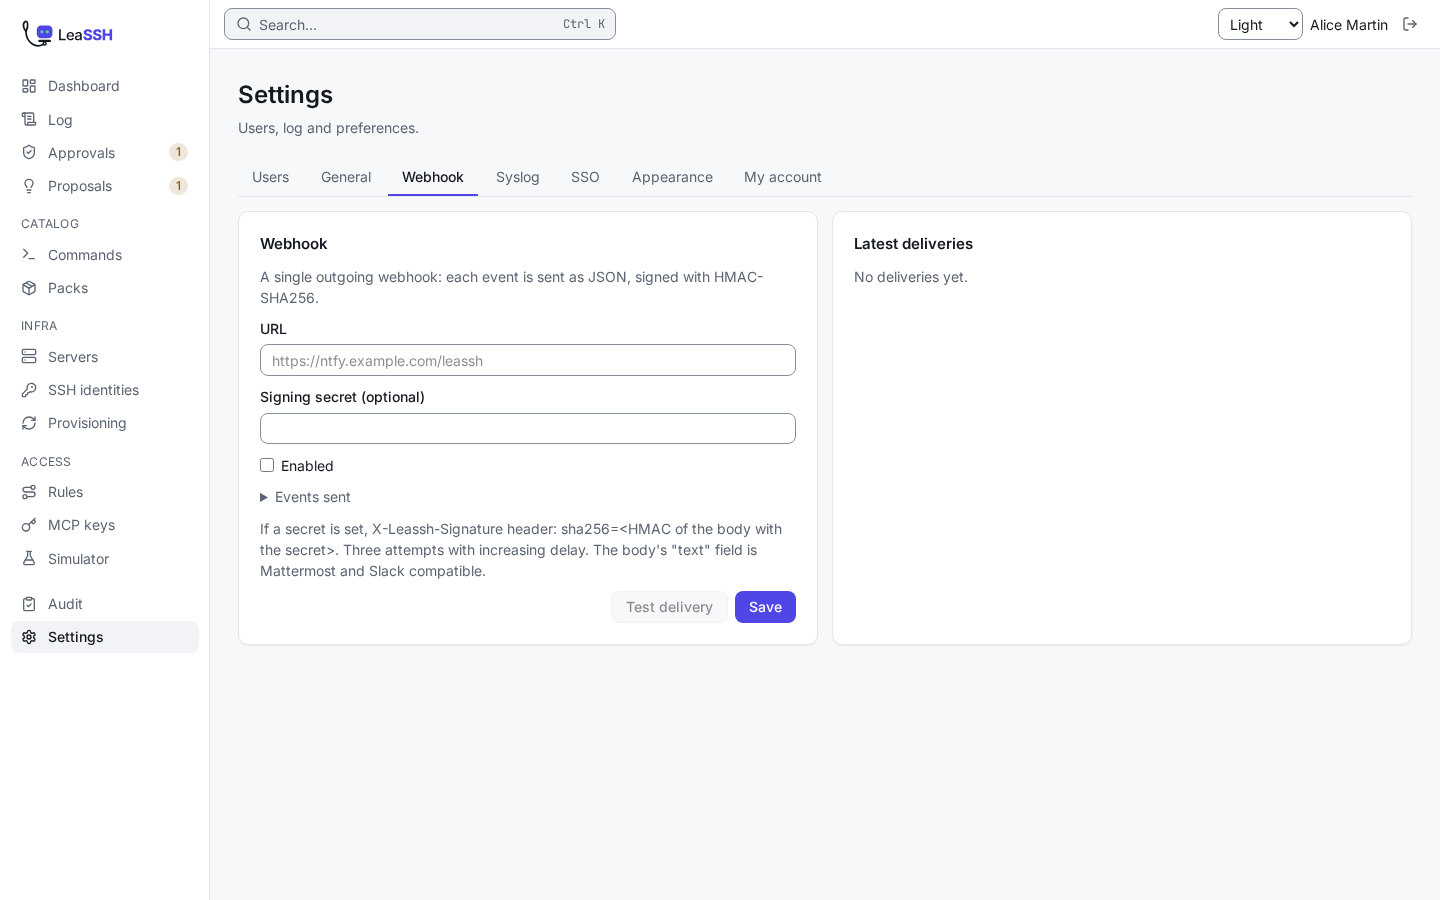 LeaSSH
Search...
Ctrl K
Light
Alice Martin
Dashboard
Log
Approvals
1
Proposals
1
CATALOG
Commands
Packs
INFRA
Servers
SSH identities
Provisioning
ACCESS
Rules
MCP keys
Simulator
Audit
Settings
Settings
Users, log and preferences.
Users
General
Webhook
Syslog
SSO
Appearance
My account
Webhook
A single outgoing webhook: each event is sent as JSON, signed with HMAC-
SHA256.
URL
https://ntfy.example.com/leassh
Signing secret (optional)
Enabled
Events sent
If a secret is set, X-Leassh-Signature header: sha256=<HMAC of the body with
the secret>. Three attempts with increasing delay. The body's "text" field is
Mattermost and Slack compatible.
Test delivery
Save
Latest deliveries
No deliveries yet.